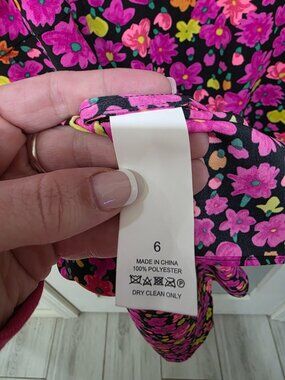 6
MADE IN CHINA
100% POLYESTER
DRY CLEAN ONLY